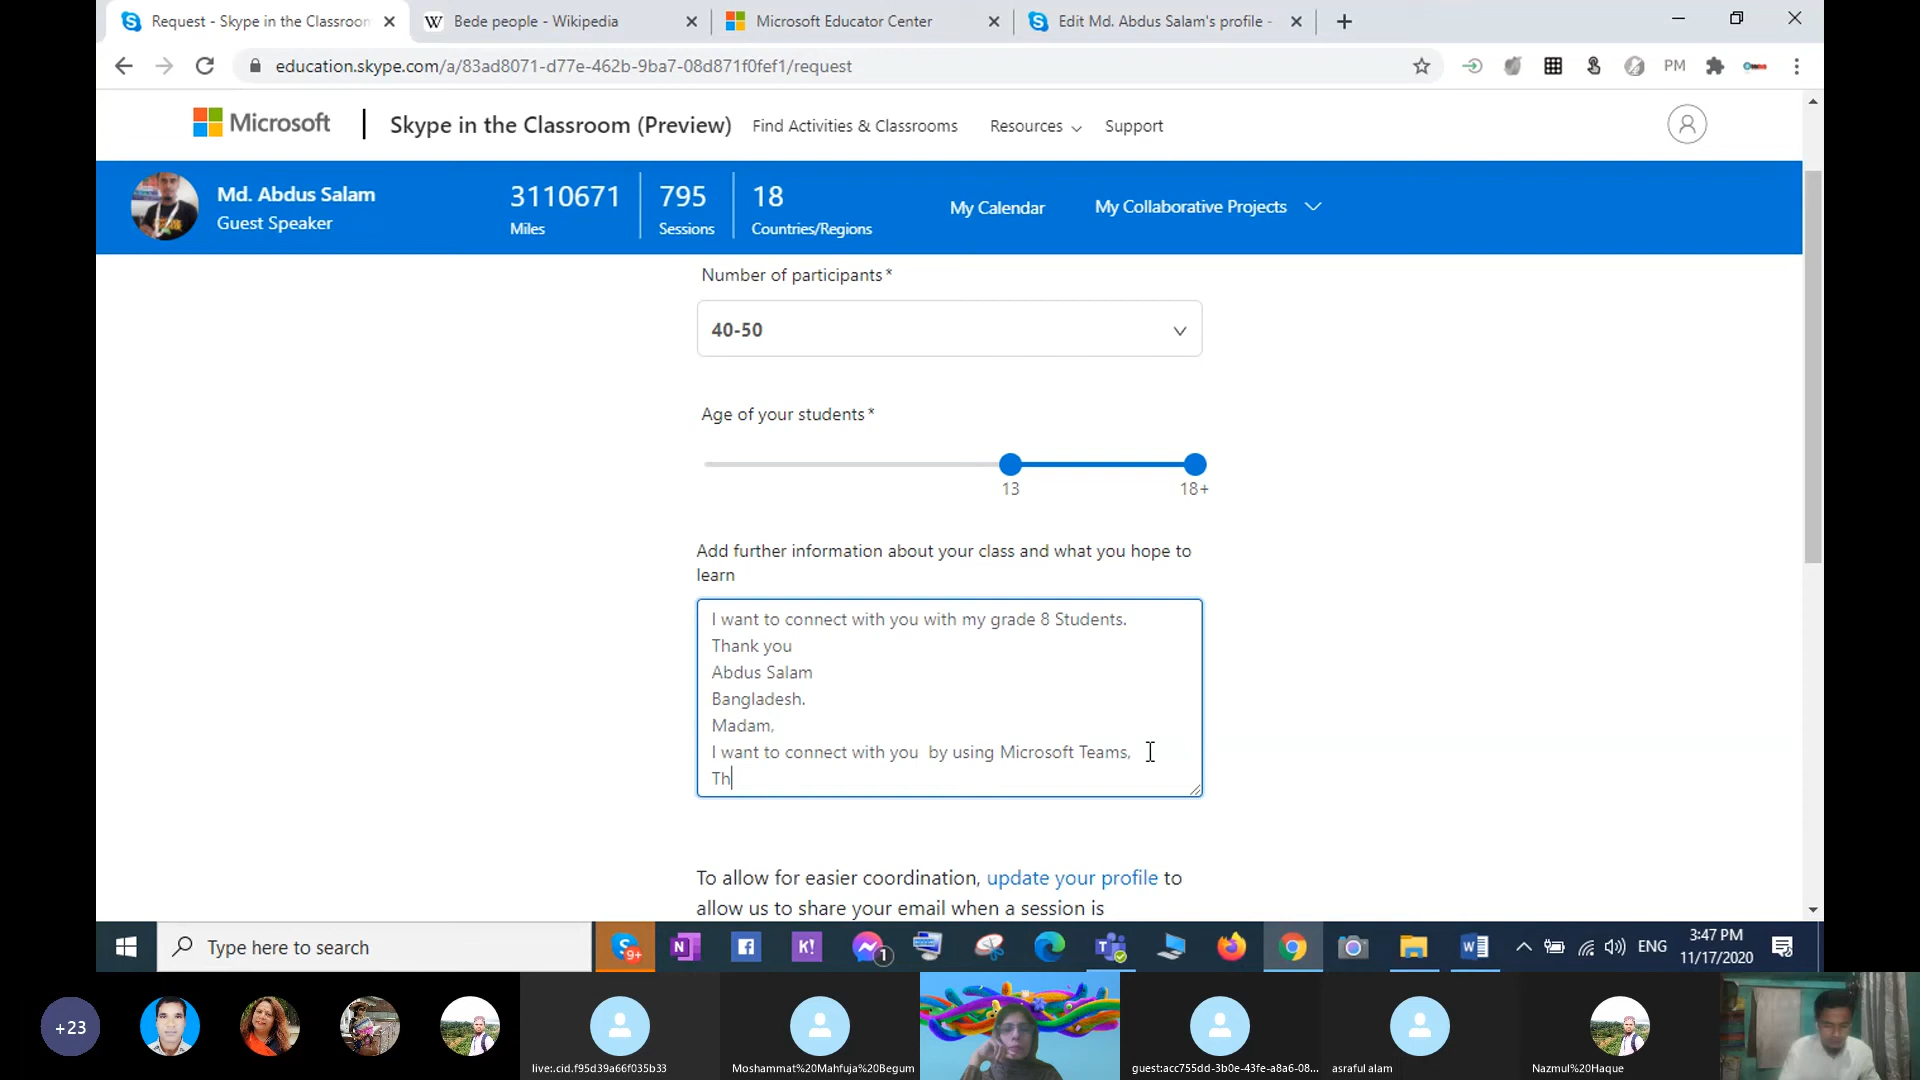 Request - Skype in the Classroom
Bede people - Wikipedia
Microsoft Educator Center
Edit Md. Abdus Salam's profile -
education.skype.com/a/83ad8071-d77e-462b-9ba7-08d871f0fef1/request
PM
Microsoft
Skype in the Classroom (Preview)
Find Activities & Classrooms
Resources
Support
Md. Abdus Salam
Guest Speaker
3110671
Miles
795
Sessions
18
Countries/Regions
My Calendar
My Collaborative Projects
Number of participants*
40-50
Age of your students*
13
18+
Add further information about your class and what you hope to
learn
I want to connect with you with my grade 8 Students.
Thank you
Abdus Salam
Bangladesh.
Madam,
I want to connect with you  by using Microsoft Teams,
Th
To allow for easier coordination, update your profile to
allow us to share your email when a session is
Type here to search
9+
K!
1
ENG
3:47 PM
11/17/2020
+23
live:.cid.f95d39a66f035b33
Moshammat%20Mahfuja%20Begum
guest:acc755dd-3b0e-43fe-a8a6-08...
asraful alam
Nazmul%20Haque